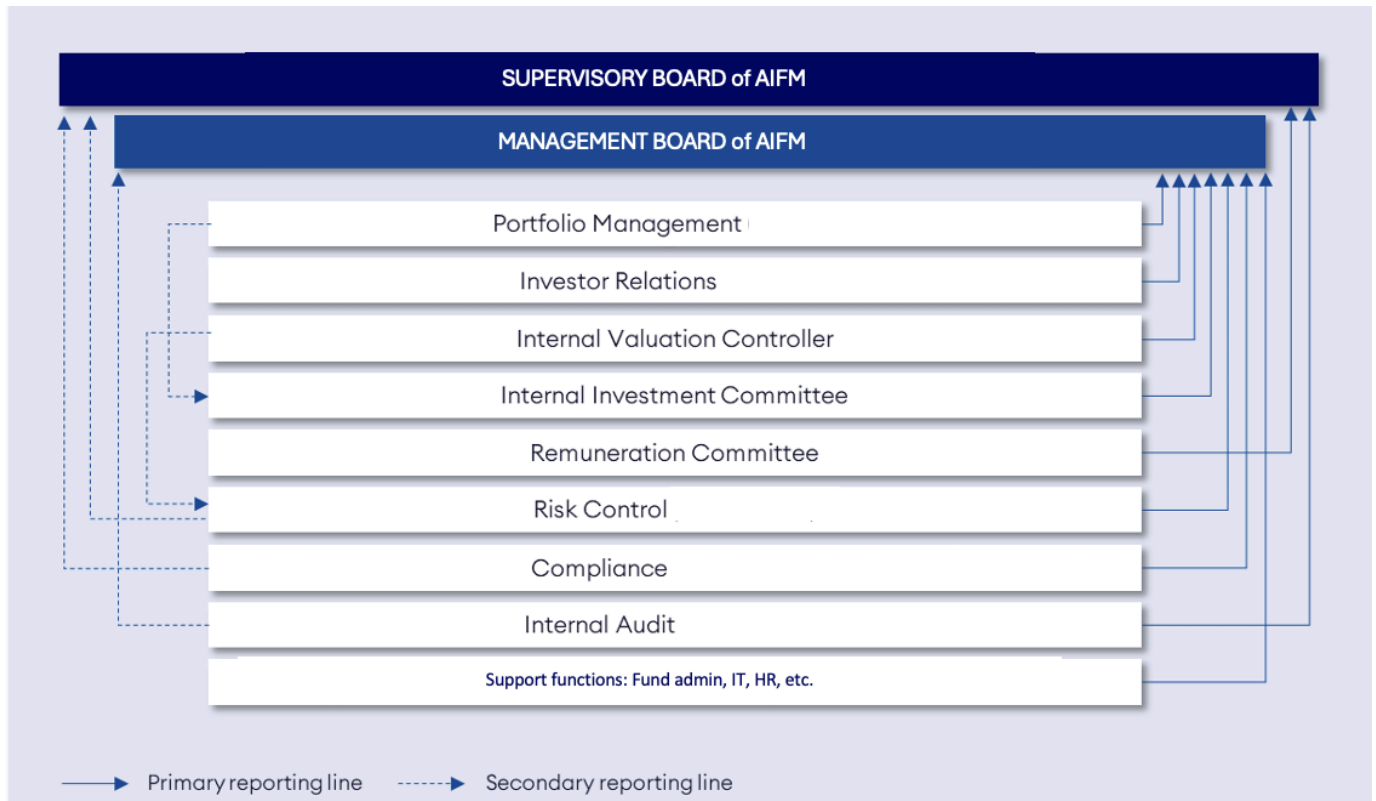 SUPERVISORY BOARD of AIFM
MANAGEMENT BOARD of AIFM
Portfolio Management
Investor Relations
Internal Valuation Controller
Internal Investment Committee
Remuneration Committee
Risk Control
Compliance
Internal Audit
Support functions: Fund admin, IT, HR, etc.
Primary reporting line
Secondary reporting line